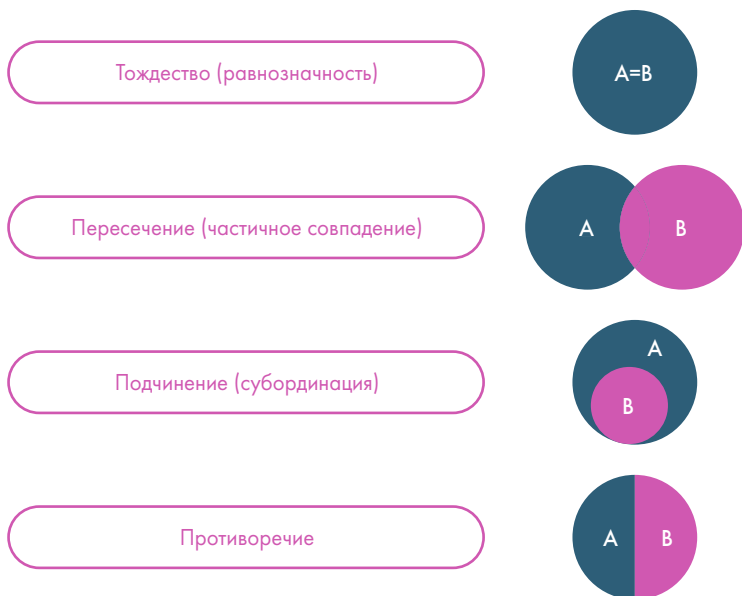 Тождество (равнозначность)
A=B
Пересечение (частичное совпадение)
A B
Подчинение (субординация)
A
B
Противоречие
A B